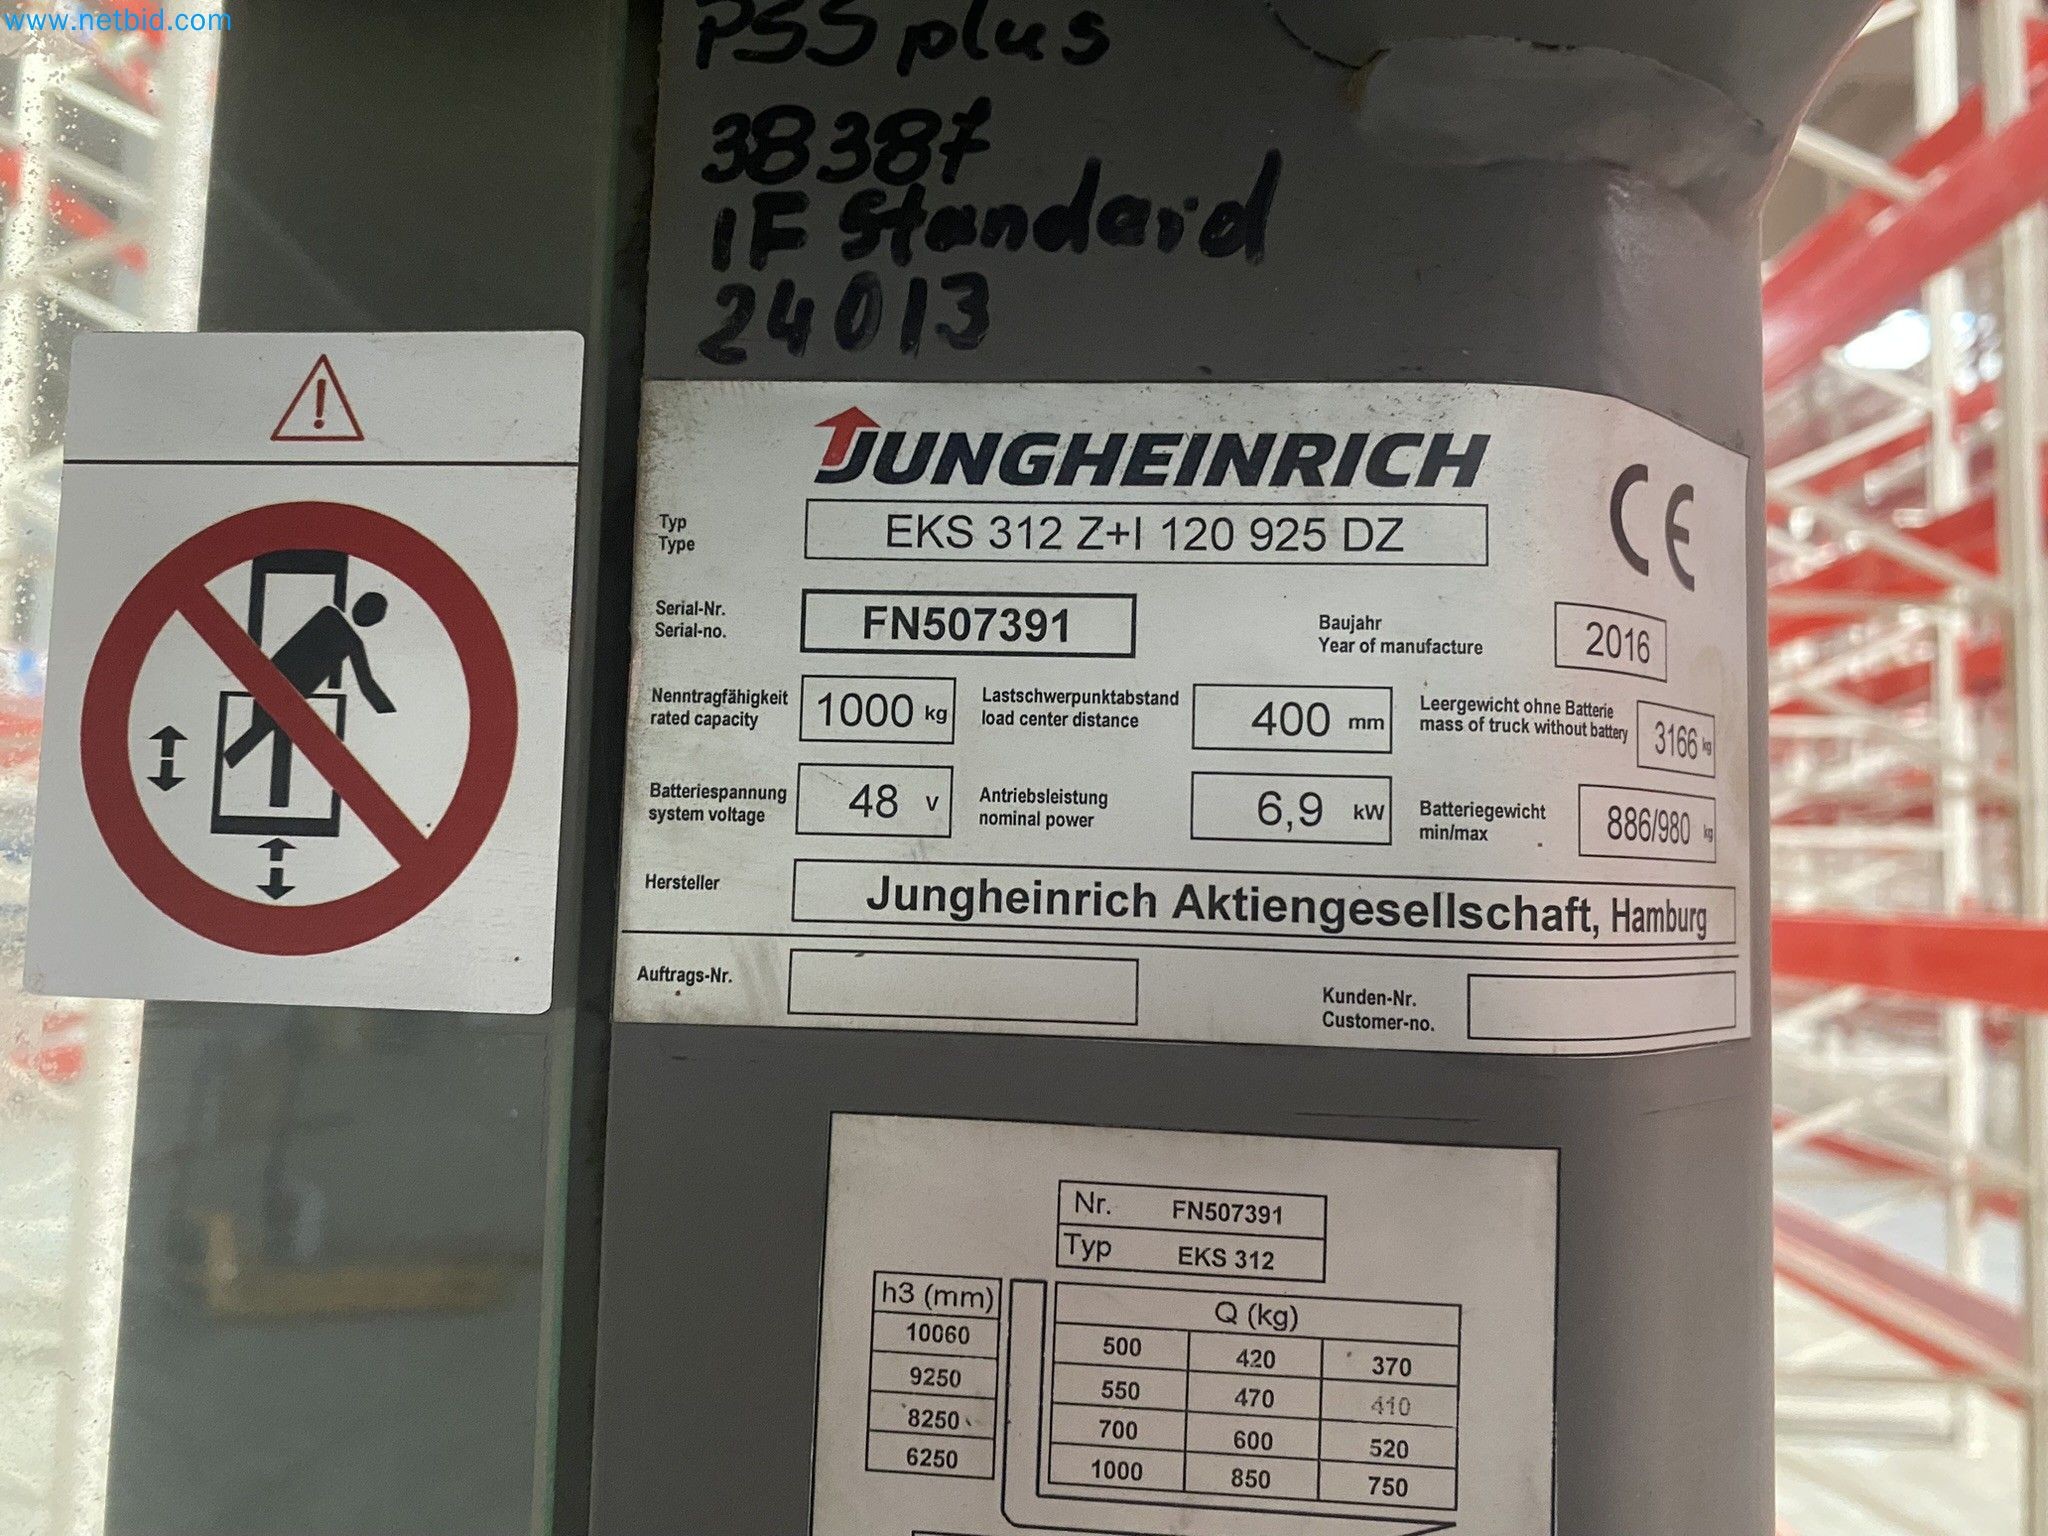 www.netbid.com
PSS plus
38387
IF Standard
24013
JUNGHEINRICH
Typ
Type
EKS 312 Z+I 120 925 DZ
CE
Serial-Nr.
Serial-no.
FN507391
Baujahr
Year of manufacture
2016
Nenntragfähigkeit
rated capacity
1000 kg
Lastschwerpunktabstand
load center distance
400 mm
Leergewicht ohne Batterie
mass of truck without battery
3166 kg
Batteriespannung
system voltage
48 V
Antriebsleistung
nominal power
6,9 kW
Batteriegewicht
min/max
886/980 kg
Hersteller
Jungheinrich Aktiengesellschaft, Hamburg
Auftrags-Nr.
Kunden-Nr.
Customer-no.
Nr. FN507391
Typ EKS 312
h3 (mm) Q (kg)
10060 500 420 370
9250 550 470 410
8250 700 600 520
6250 1000 850 750